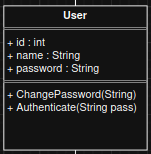 User
+ id : int
+ name : String
+ password : String
+ ChangePassword(String)
+ Authenticate(String pass)